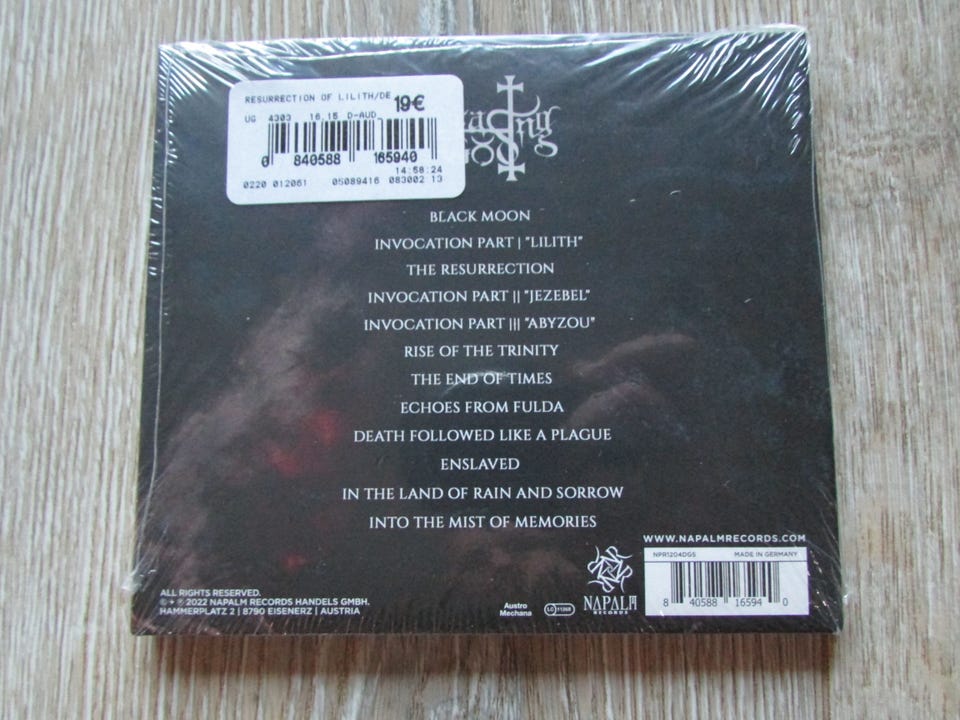 RESURRECTION OF LILITH/DE 19€
UG 4303 16,15 D-AUD
0 840588 165940
14:58:24
0220 012061 05089416 083002 13
BLACK MOON
INVOCATION PART | "LILITH"
THE RESURRECTION
INVOCATION PART || "JEZEBEL"
INVOCATION PART ||| "ABYZOU"
RISE OF THE TRINITY
THE END OF TIMES
ECHOES FROM FULDA
DEATH FOLLOWED LIKE A PLAGUE
ENSLAVED
IN THE LAND OF RAIN AND SORROW
INTO THE MIST OF MEMORIES
WWW.NAPALMRECORDS.COM
NPR1204DGS MADE IN GERMANY
8 40588 16594 0
NAPALM
RECORDS
Austro
Mechana
LC 11368
ALL RIGHTS RESERVED.
© + ℗ 2022 NAPALM RECORDS HANDELS GMBH.
HAMMERPLATZ 2 | 8790 EISENERZ | AUSTRIA